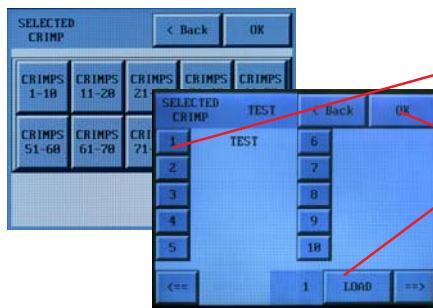 SELECTED
CRIMP
< Back
OK
CRIMPS
1-10
CRIMPS
11-20
CRIMPS
21-
CRIMPS
CRIMPS
CRIMPS
51-60
CRIMPS
61-70
71-
SELECTED
CRIMP
TEST
< Back
OK
1
TEST
6
2
7
3
8
4
9
5
10
<==
1
LOAD
==>